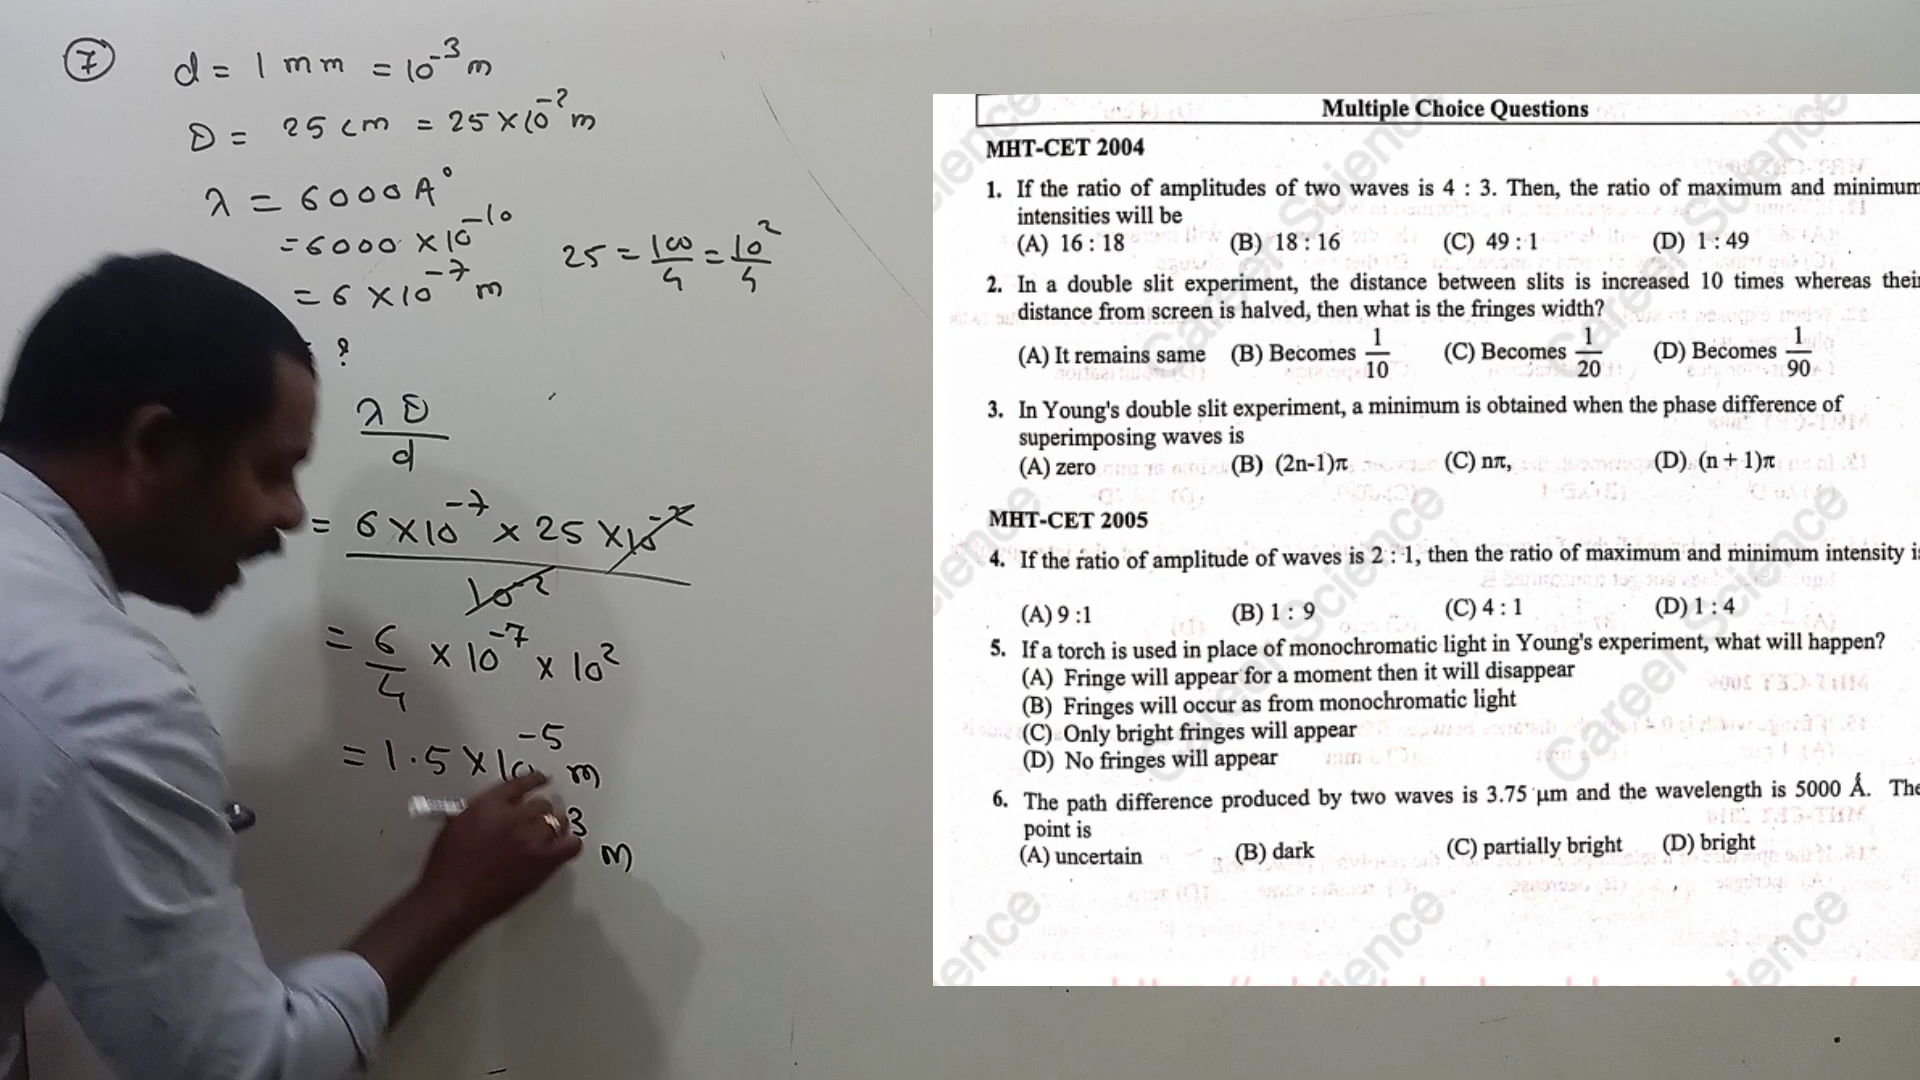 7
d = 1 mm = 10⁻³ m
D = 25 cm = 25 × 10⁻² m
λ = 6000 A°
= 6000 × 10⁻¹⁰
= 6 × 10⁻⁷ m
25 = 100/4 = 10²/4
?
λD/d
= 6 × 10⁻⁷ × 25 × 10⁻² / 10⁻²
= 6/4 × 10⁻⁷ × 10²
= 1.5 × 10⁻⁵ m
3 m
Multiple Choice Questions
MHT-CET 2004
1. If the ratio of amplitudes of two waves is 4 : 3. Then, the ratio of maximum and minimum
intensities will be
(A) 16 : 18 (B) 18 : 16 (C) 49 : 1 (D) 1 : 49
2. In a double slit experiment, the distance between slits is increased 10 times whereas their
distance from screen is halved, then what is the fringes width?
(A) It remains same (B) Becomes 1/10 (C) Becomes 1/20 (D) Becomes 1/90
3. In Young's double slit experiment, a minimum is obtained when the phase difference of
superimposing waves is
(A) zero (B) (2n-1)π (C) nπ, (D) (n + 1)π
MHT-CET 2005
4. If the ratio of amplitude of waves is 2 : 1, then the ratio of maximum and minimum intensity is
(A) 9 :1 (B) 1 : 9 (C) 4 : 1 (D) 1 : 4
5. If a torch is used in place of monochromatic light in Young's experiment, what will happen?
(A) Fringe will appear for a moment then it will disappear
(B) Fringes will occur as from monochromatic light
(C) Only bright fringes will appear
(D) No fringes will appear
6. The path difference produced by two waves is 3.75 μm and the wavelength is 5000 Å. The
point is
(A) uncertain (B) dark (C) partially bright (D) bright
Career Science